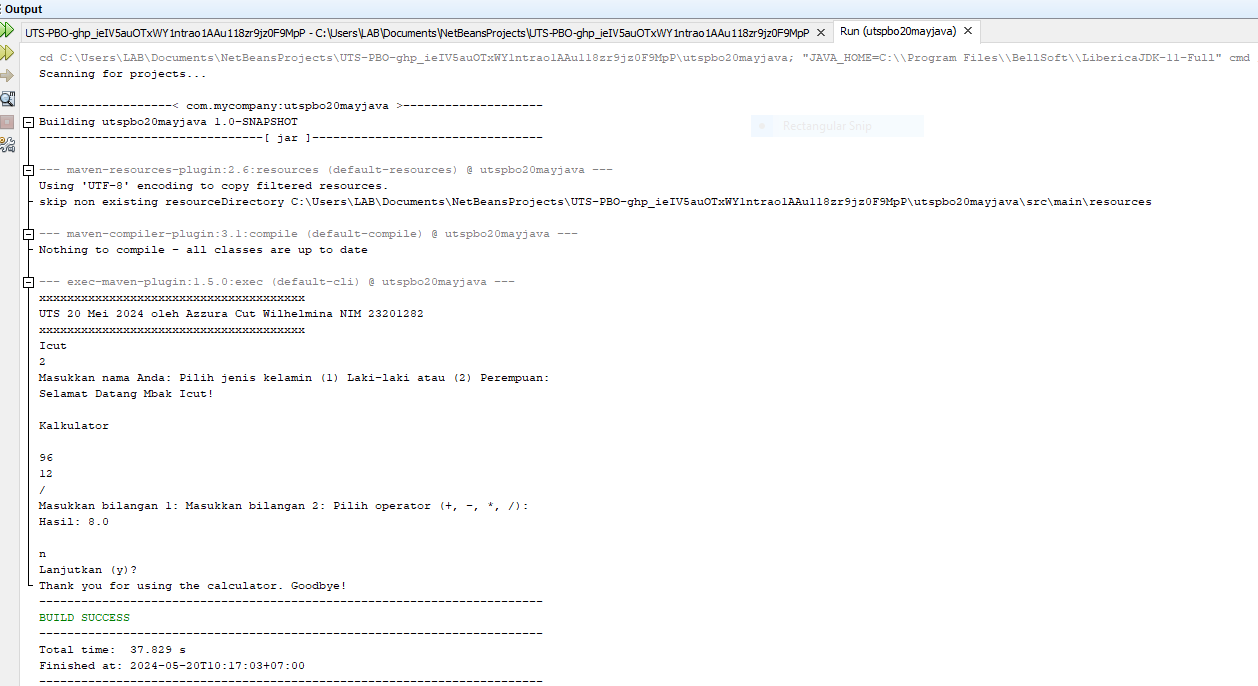 Output
UTS-PBO- - C:\Users\LAB\Documents\NetBeansProjects\UTS-PBO- × Run (utspbo20mayjava) ×
cd C:\Users\LAB\Documents\NetBeansProjects\UTS-PBO- \utspbo20mayjava; "JAVA_HOME=C:\\Program Files\\BellSoft\\LibericaJDK-11-Full" cmd
Scanning for projects...
-------------------< com.mycompany:utspbo20mayjava >--------------------
Building utspbo20mayjava 1.0-SNAPSHOT
Rectangular Snip
--------------------------------[ jar ]---------------------------------
--- maven-resources-plugin:2.6:resources (default-resources) @ utspbo20mayjava ---
Using 'UTF-8' encoding to copy filtered resources.
skip non existing resourceDirectory C:\Users\LAB\Documents\NetBeansProjects\UTS-PBO- \utspbo20mayjava\src\main\resources
--- maven-compiler-plugin:3.1:compile (default-compile) @ utspbo20mayjava ---
Nothing to compile - all classes are up to date
--- exec-maven-plugin:1.5.0:exec (default-cli) @ utspbo20mayjava ---
xxxxxxxxxxxxxxxxxxxxxxxxxxxxxxxxxxxxxx
UTS 20 Mei 2024 oleh Azzura Cut Wilhelmina NIM 23201282
xxxxxxxxxxxxxxxxxxxxxxxxxxxxxxxxxxxxxx
Icut
2
Masukkan nama Anda: Pilih jenis kelamin (1) Laki-laki atau (2) Perempuan:
Selamat Datang Mbak Icut!
Kalkulator
96
12
/
Masukkan bilangan 1: Masukkan bilangan 2: Pilih operator (+, -, *, /):
Hasil: 8.0
n
Lanjutkan (y)?
Thank you for using the calculator. Goodbye!
------------------------------------------------------------------------
BUILD SUCCESS
------------------------------------------------------------------------
Total time:  37.829 s
Finished at: 2024-05-20T10:17:03+07:00
------------------------------------------------------------------------